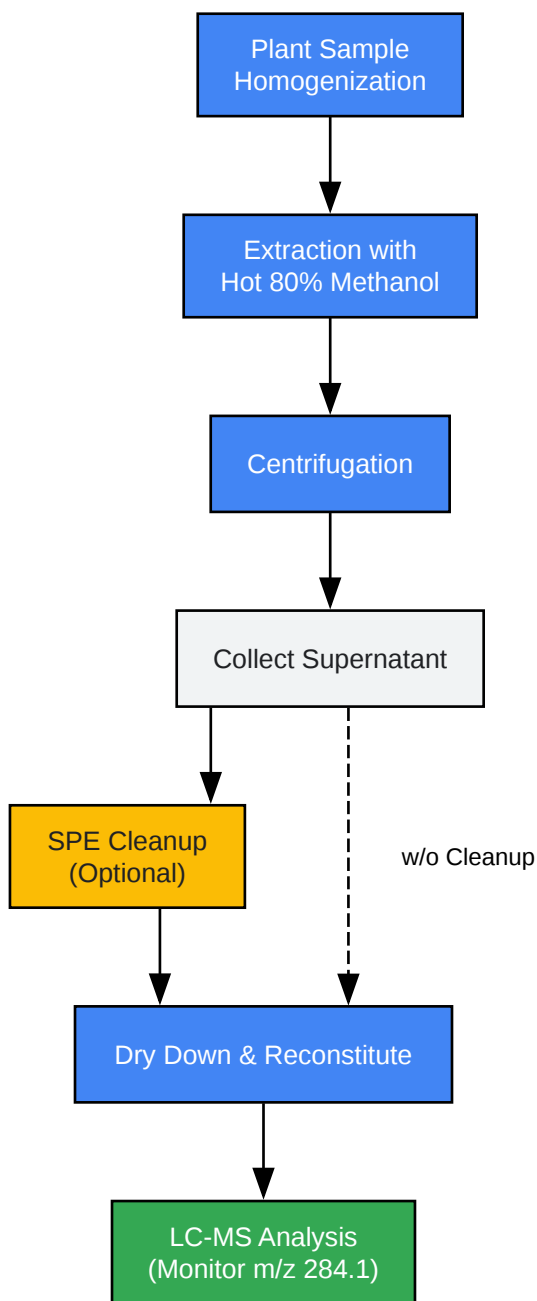 Plant Sample
Homogenization
Extraction with
Hot 80% Methanol
Centrifugation
Collect Supernatant
SPE Cleanup
(Optional)
w/o Cleanup
Dry Down & Reconstitute
LC-MS Analysis
(Monitor m/z 284.1)